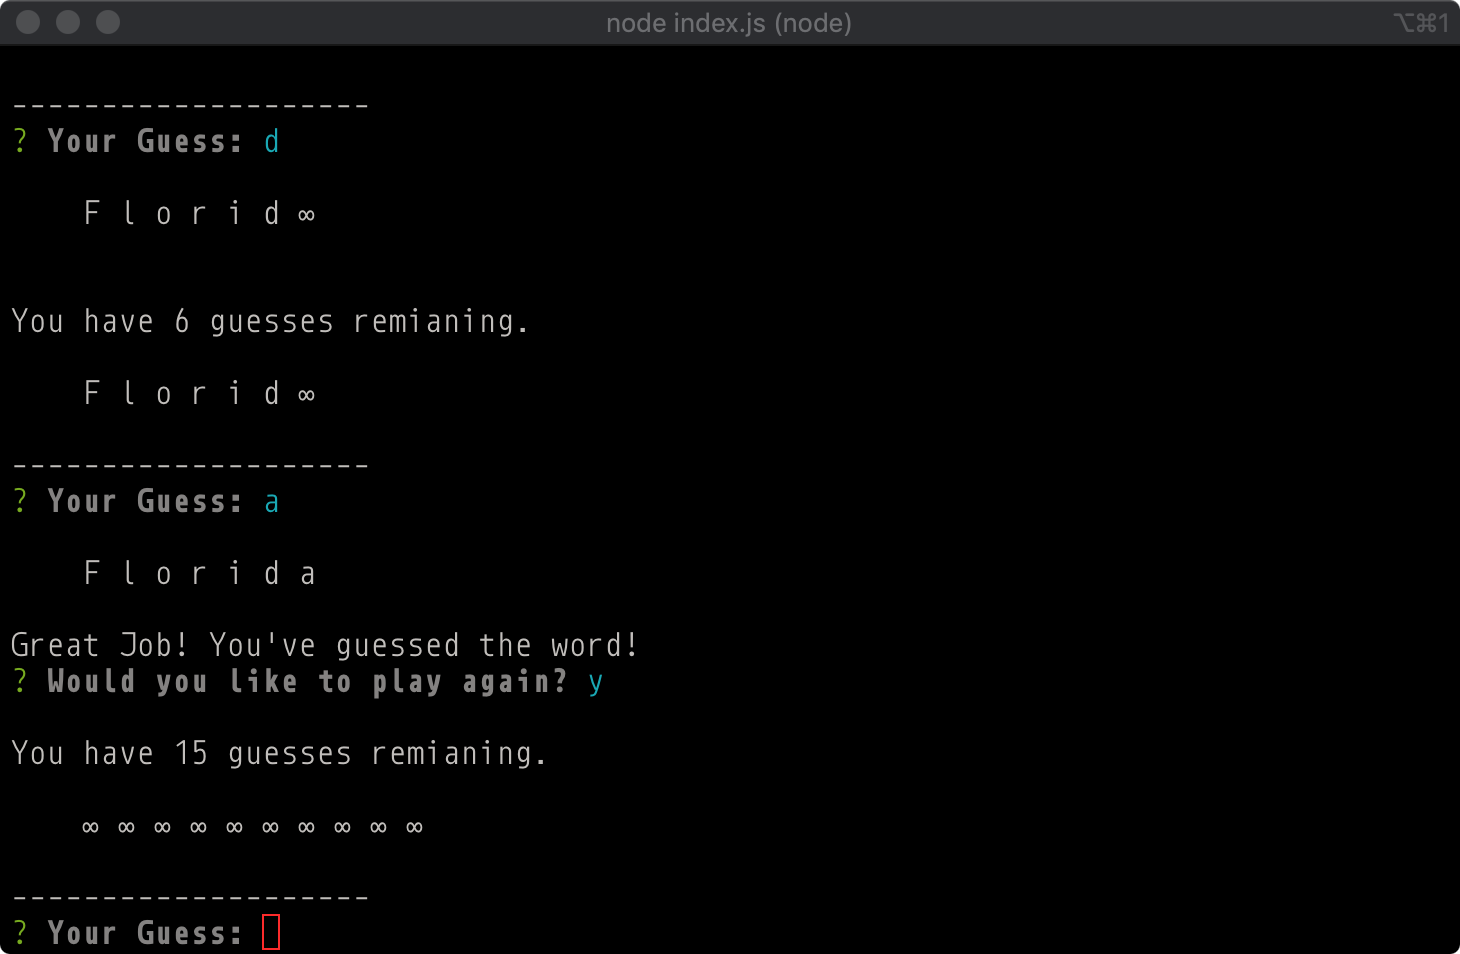 node index.js (node)
⌥⌘1
--------------------
? Your Guess: d
F l o r i d ∞
You have 6 guesses remianing.
F l o r i d ∞
--------------------
? Your Guess: a
F l o r i d a
Great Job! You've guessed the word!
? Would you like to play again? y
You have 15 guesses remianing.
∞ ∞ ∞ ∞ ∞ ∞ ∞ ∞ ∞ ∞
--------------------
? Your Guess: